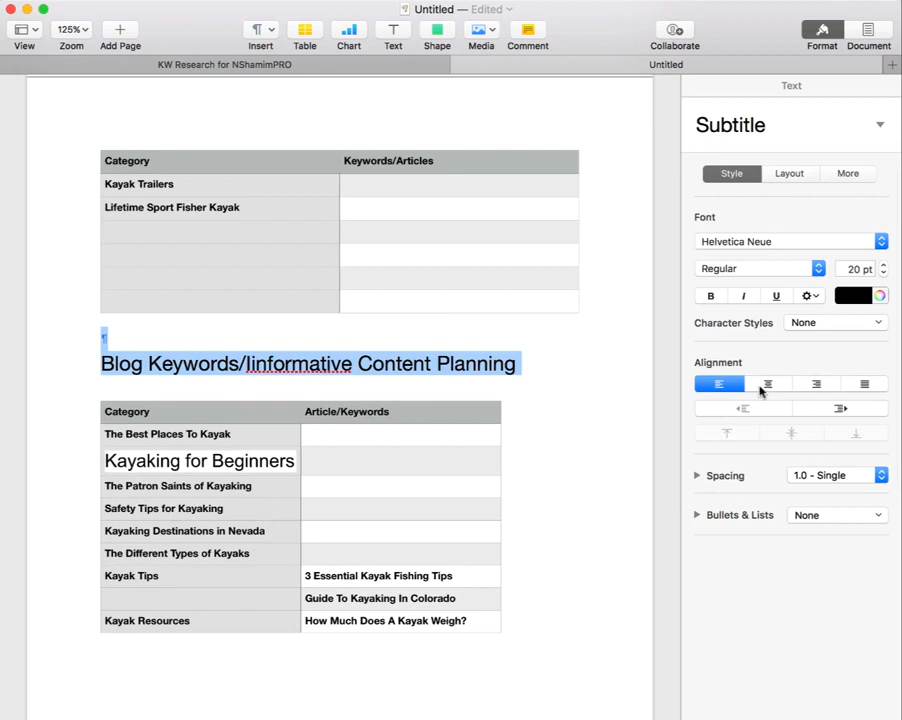 Untitled — Edited
125%
View
Zoom
Add Page
Insert
Table
Chart
Text
Shape
Media
Comment
Collaborate
Format
Document
KW Research for NShamimPRO
Untitled
Text
Subtitle
Style
Layout
More
Font
Helvetica Neue
Regular
20 pt
B
I
U
Character Styles
None
Alignment
Spacing
1.0 - Single
Bullets & Lists
None
Category
Keywords/Articles
Kayak Trailers
Lifetime Sport Fisher Kayak
¶
Blog Keywords/Iinformative Content Planning
Category
Article/Keywords
The Best Places To Kayak
Kayaking for Beginners
The Patron Saints of Kayaking
Safety Tips for Kayaking
Kayaking Destinations in Nevada
The Different Types of Kayaks
Kayak Tips
3 Essential Kayak Fishing Tips
Guide To Kayaking In Colorado
Kayak Resources
How Much Does A Kayak Weigh?